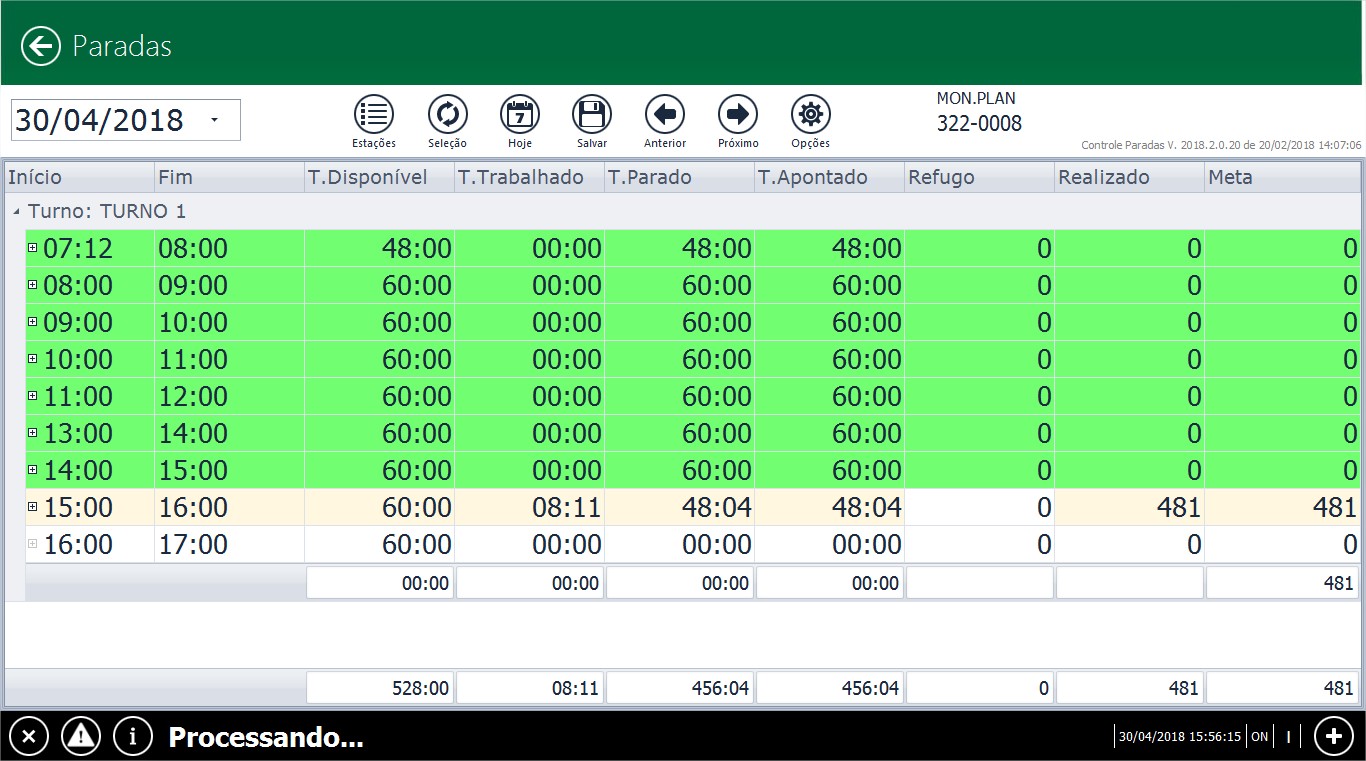 Paradas
30/04/2018
Estações
Seleção
7
Hoje
Salvar
Anterior
Próximo
Opções
MON.PLAN
322-0008
Controle Paradas V. 2018.2.0.20 de 20/02/2018 14:07:06
Início Fim T.Disponível T.Trabalhado T.Parado T.Apontado Refugo Realizado Meta
Turno: TURNO 1
07:12 08:00 48:00 00:00 48:00 48:00 0 0 0
08:00 09:00 60:00 00:00 60:00 60:00 0 0 0
09:00 10:00 60:00 00:00 60:00 60:00 0 0 0
10:00 11:00 60:00 00:00 60:00 60:00 0 0 0
11:00 12:00 60:00 00:00 60:00 60:00 0 0 0
13:00 14:00 60:00 00:00 60:00 60:00 0 0 0
14:00 15:00 60:00 00:00 60:00 60:00 0 0 0
15:00 16:00 60:00 08:11 48:04 48:04 0 481 481
16:00 17:00 60:00 00:00 00:00 00:00 0 0 0
00:00 00:00 00:00 00:00 481
528:00 08:11 456:04 456:04 0 481 481
Processando...
30/04/2018 15:56:15 ON I